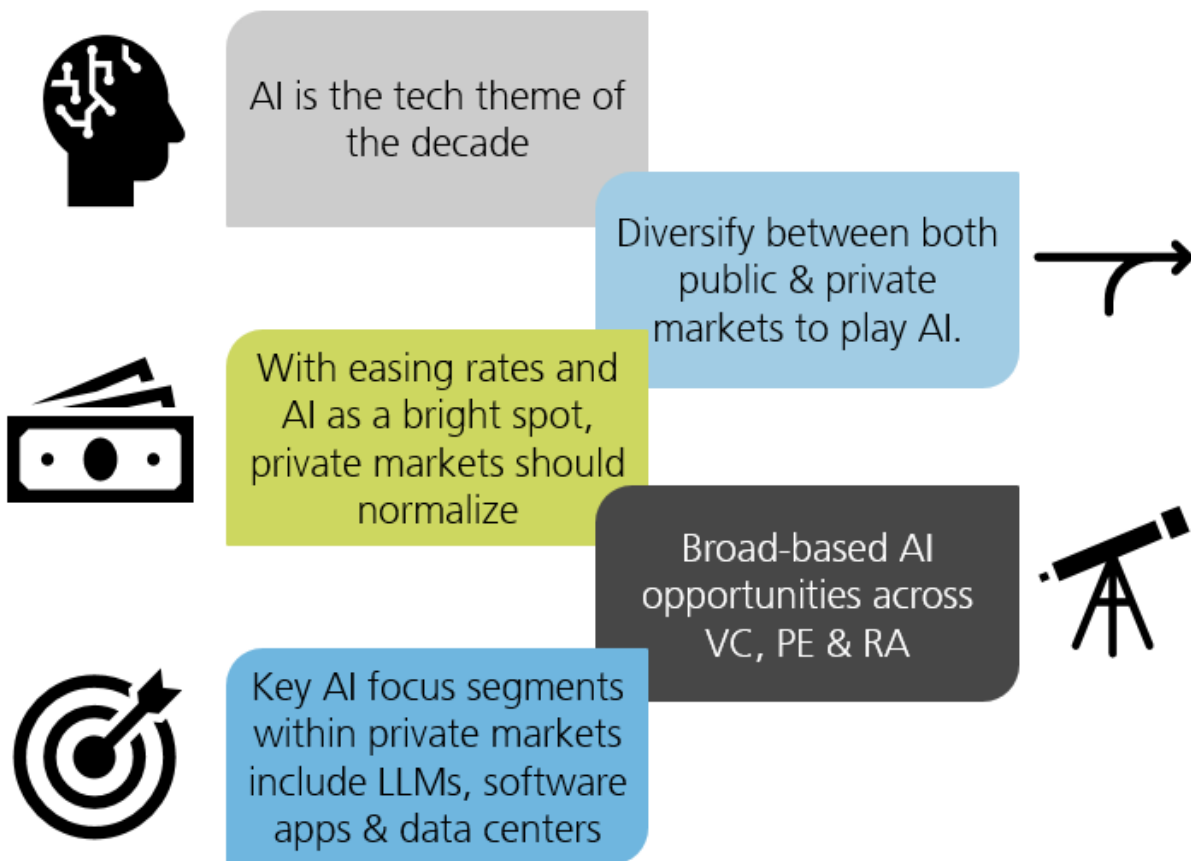 AI is the tech theme of
the decade
Diversify between both
public & private
markets to play AI.
With easing rates and
AI as a bright spot,
private markets should
normalize
Broad-based AI
opportunities across
VC, PE & RA
Key AI focus segments
within private markets
include LLMs, software
apps & data centers